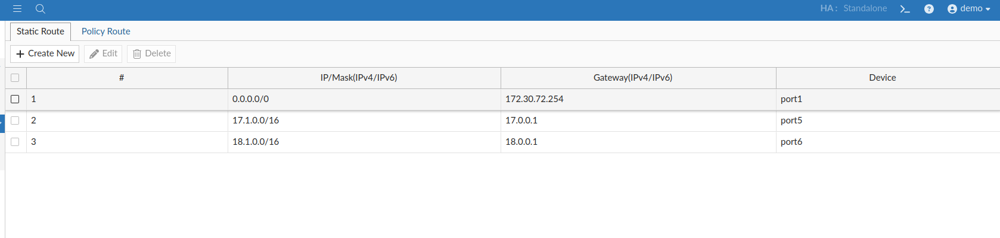 HA: Standalone demo
Static Route Policy Route
Create New Edit Delete
# IP/Mask(IPv4/IPv6) Gateway(IPv4/IPv6) Device
1 0.0.0.0/0 172.30.72.254 port1
2 17.1.0.0/16 17.0.0.1 port5
3 18.1.0.0/16 18.0.0.1 port6